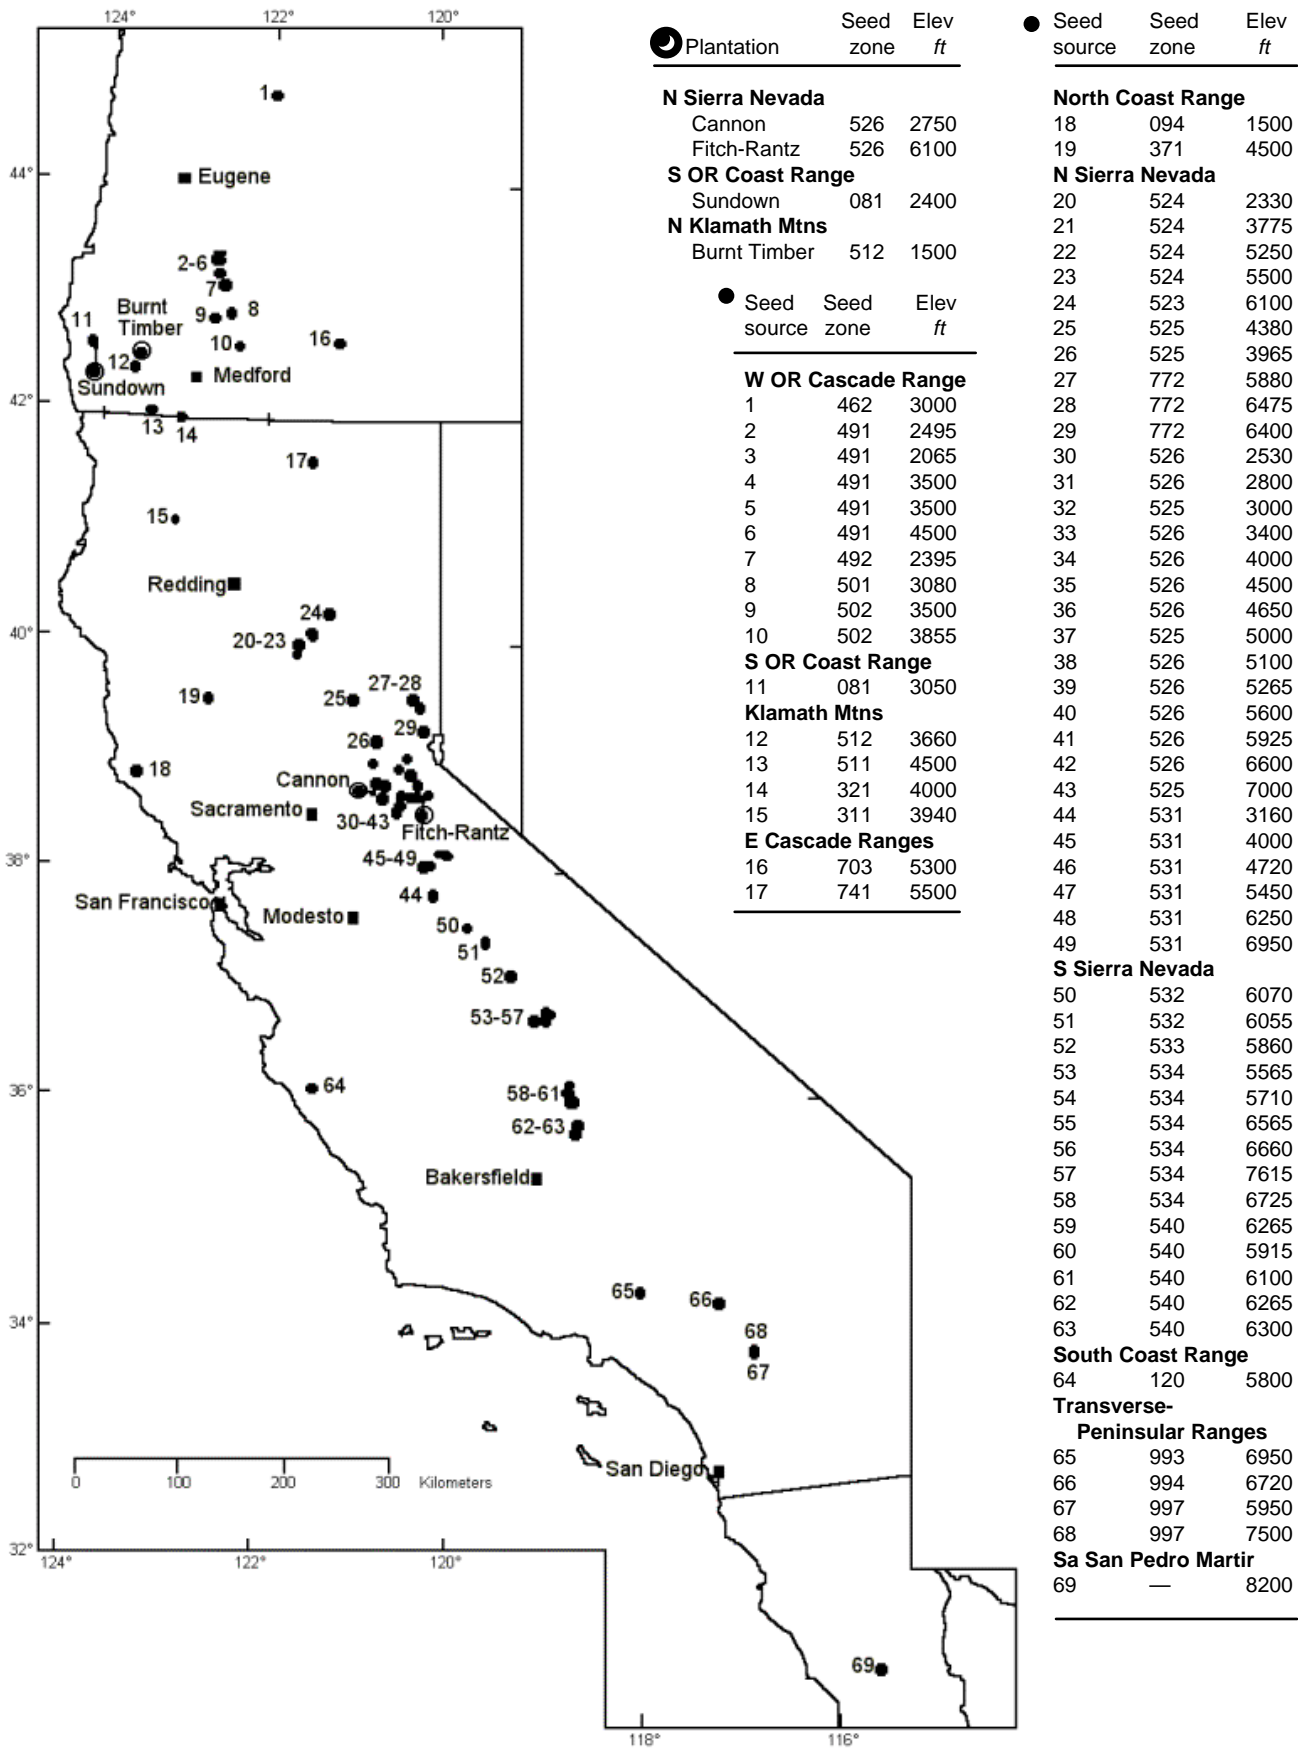 124° 122° 120°
1
44°
Eugene
2-6
7
Burnt
Timber
8
9
11
10
16
12
Medford
Sundown
42°
13 14
17
15
Redding
24
40°
20-23
27-28
19
25
29
26
18
Cannon
Sacramento
30-43
Fitch-Rantz
45-49
38°
44
San Francisco
Modesto
50
51
52
53-57
36°
64
58-61
62-63
Bakersfield
65
66
34°
68
67
San Diego
0 100 200 300 Kilometers
32°
124° 122° 120°
69
118° 116°
Plantation Seed zone Elev ft
N Sierra Nevada
Cannon 526 2750
Fitch-Rantz 526 6100
S OR Coast Range
Sundown 081 2400
N Klamath Mtns
Burnt Timber 512 1500
Seed Seed Elev
source zone ft
W OR Cascade Range
1 462 3000
2 491 2495
3 491 2065
4 491 3500
5 491 3500
6 491 4500
7 492 2395
8 501 3080
9 502 3500
10 502 3855
S OR Coast Range
11 081 3050
Klamath Mtns
12 512 3660
13 511 4500
14 321 4000
15 311 3940
E Cascade Ranges
16 703 5300
17 741 5500
Seed Seed Elev
source zone ft
North Coast Range
18 094 1500
19 371 4500
N Sierra Nevada
20 524 2330
21 524 3775
22 524 5250
23 524 5500
24 523 6100
25 525 4380
26 525 3965
27 772 5880
28 772 6475
29 772 6400
30 526 2530
31 526 2800
32 525 3000
33 526 3400
34 526 4000
35 526 4500
36 526 4650
37 525 5000
38 526 5100
39 526 5265
40 526 5600
41 526 5925
42 526 6600
43 525 7000
44 531 3160
45 531 4000
46 531 4720
47 531 5450
48 531 6250
49 531 6950
S Sierra Nevada
50 532 6070
51 532 6055
52 533 5860
53 534 5565
54 534 5710
55 534 6565
56 534 6660
57 534 7615
58 534 6725
59 540 6265
60 540 5915
61 540 6100
62 540 6265
63 540 6300
South Coast Range
64 120 5800
Transverse-
Peninsular Ranges
65 993 6950
66 994 6720
67 997 5950
68 997 7500
Sa San Pedro Martir
69 — 8200